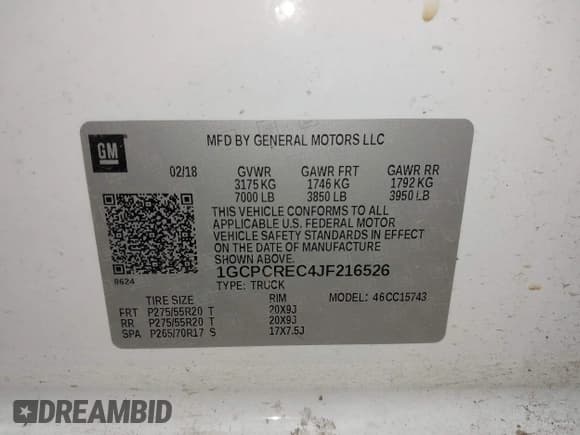 GM
MFD BY GENERAL MOTORS LLC
02/18 GVWR GAWR FRT GAWR RR
3175 KG 1746 KG 1792 KG
7000 LB 3850 LB 3950 LB
THIS VEHICLE CONFORMS TO ALL
APPLICABLE U.S. FEDERAL MOTOR
VEHICLE SAFETY STANDARDS IN EFFECT
ON THE DATE OF MANUFACTURE
SHOWN ABOVE.
8624
1GCPCREC4JF216526
TYPE: TRUCK MODEL: 46CC15743
TIRE SIZE RIM
FRT P275/55R20 T 20X9J
RR P275/55R20 T 20X9J
SPA P265/70R17 S 17X7.5J
DREAMBID